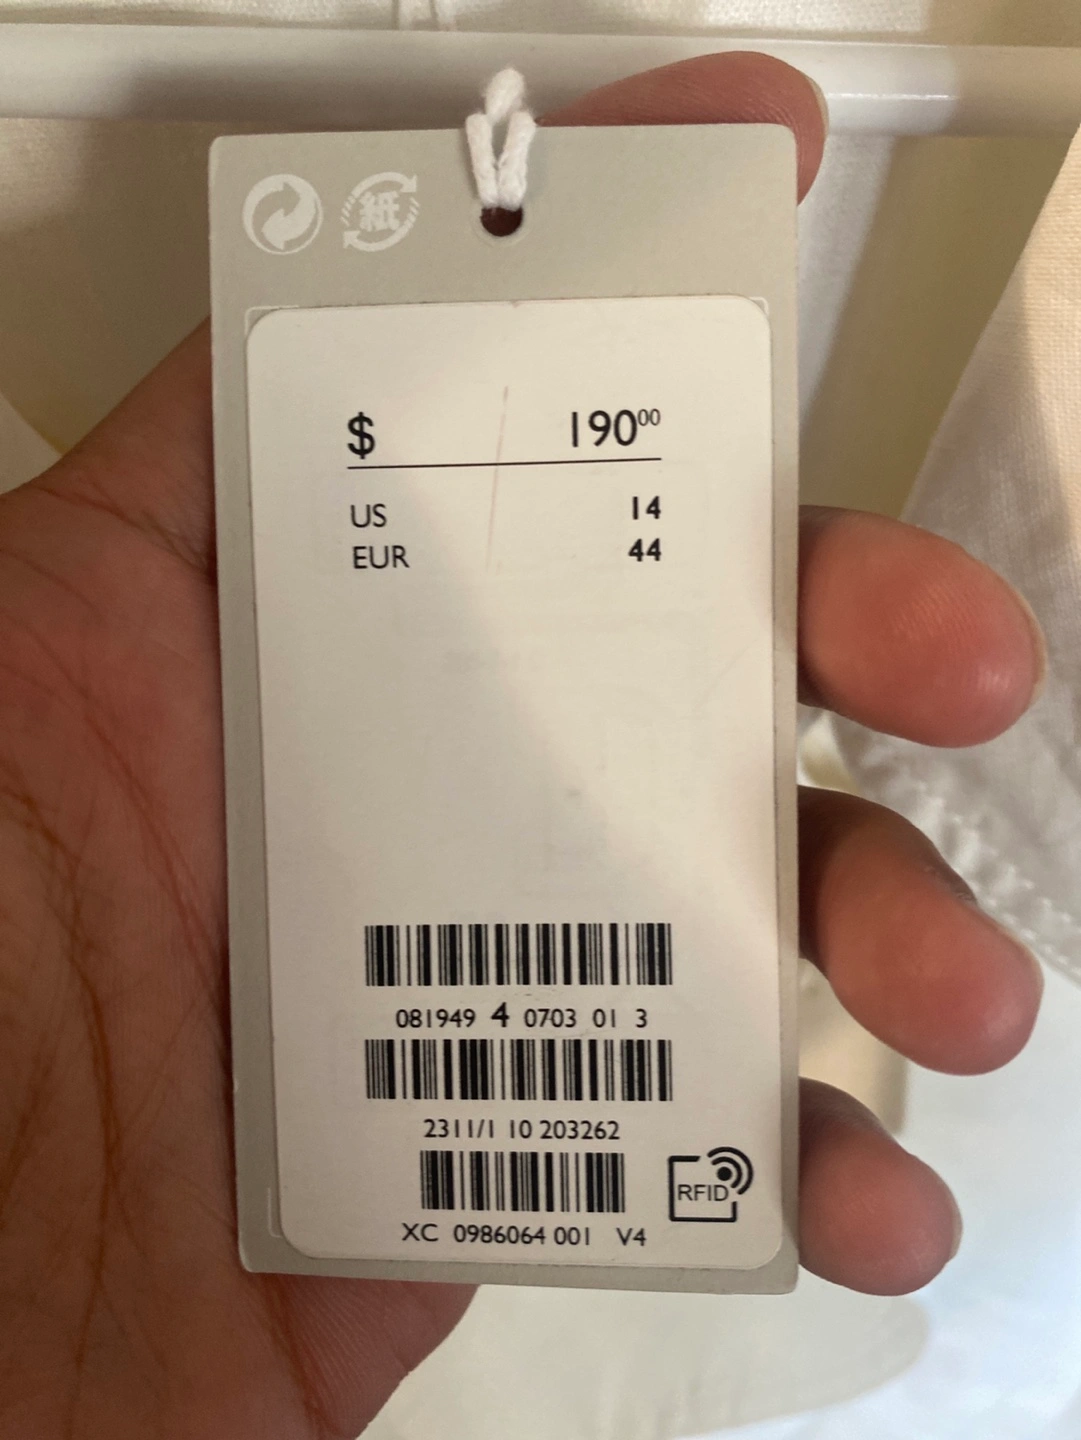 紙
$ 190⁰⁰
US 14
EUR 44
081949 4 0703 01 3
2311/1 10 203262
RFID
XC 0986064 001 V4